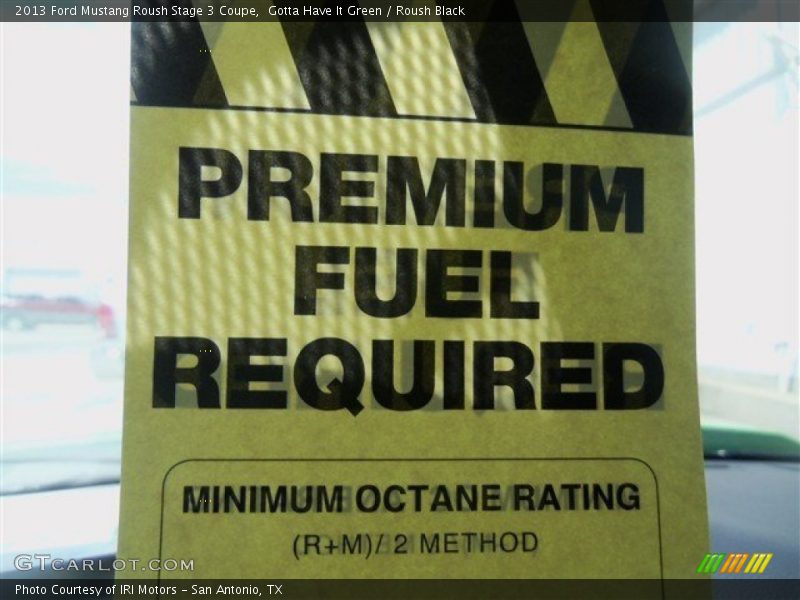 2013 Ford Mustang Roush Stage 3 Coupe,  Gotta Have It Green / Roush Black
PREMIUM
FUEL
REQUIRED
MINIMUM OCTANE RATING
(R+M)/ 2 METHOD
GTCARLOT.COM
Photo Courtesy of IRI Motors - San Antonio, TX